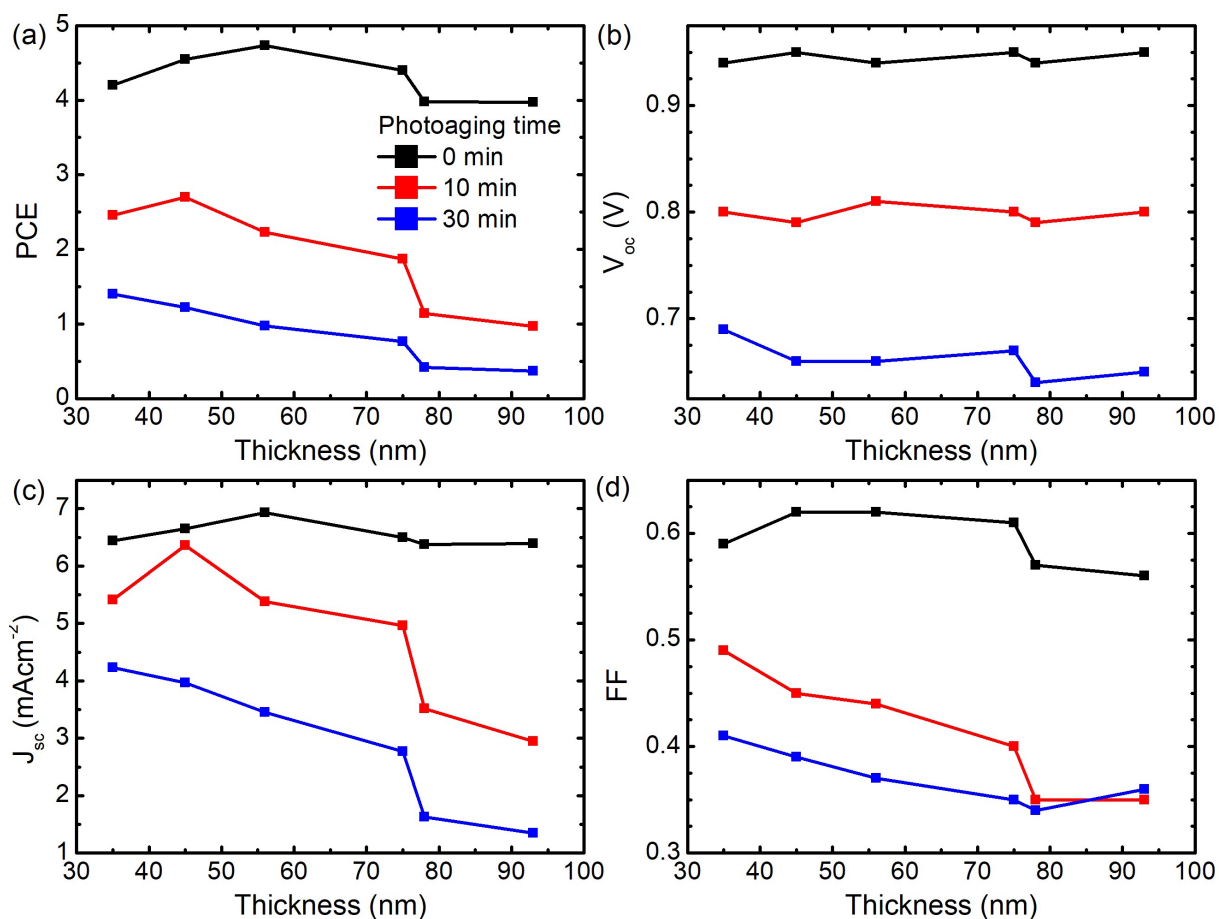 (a)
5
4
3
2
1
0
PCE
Photoaging time
0 min
10 min
30 min
30 40 50 60 70 80 90 100
Thickness (nm)
(b)
0.9
0.8
0.7
Voc (V)
30 40 50 60 70 80 90 100
Thickness (nm)
(c)
7
6
5
4
3
2
1
Jsc (mAcm-2)
30 40 50 60 70 80 90 100
Thickness (nm)
(d)
0.6
0.5
0.4
0.3
FF
30 40 50 60 70 80 90 100
Thickness (nm)